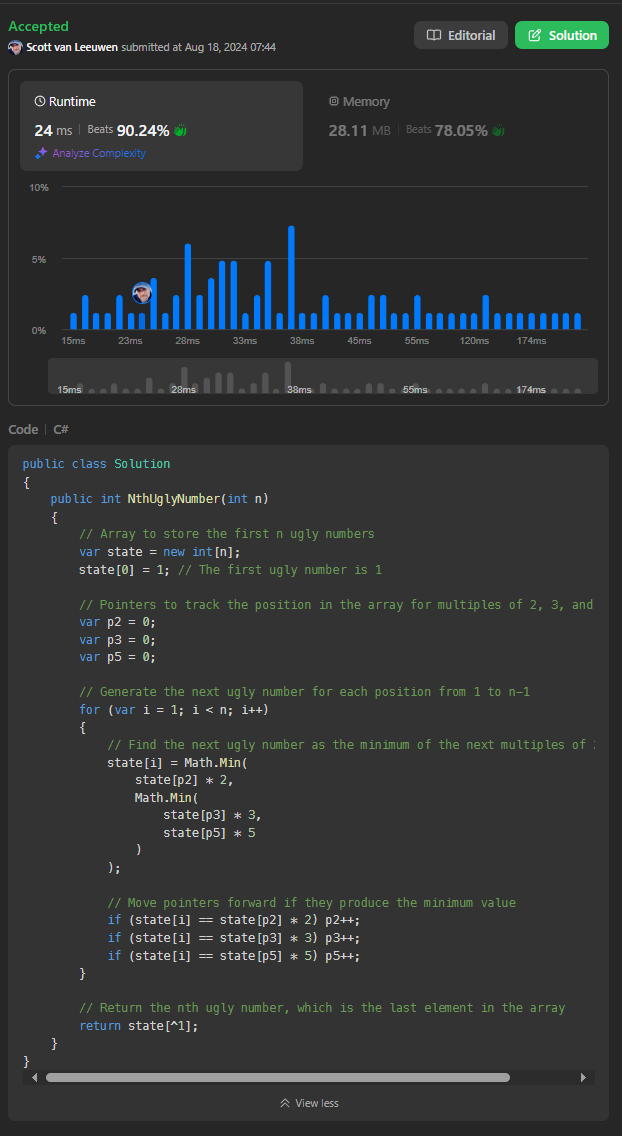 Accepted
Scott van Leeuwen submitted at Aug 18, 2024 07:44
Editorial
Solution
Runtime
24 ms | Beats 90.24%
Analyze Complexity
Memory
28.11 MB | Beats 78.05%
10%
5%
0%
15ms 23ms 28ms 33ms 38ms 45ms 55ms 120ms 174ms
15ms 28ms 38ms 55ms 174ms
Code | C#
public class Solution
{
    public int NthUglyNumber(int n)
    {
        // Array to store the first n ugly numbers
        var state = new int[n];
        state[0] = 1; // The first ugly number is 1

        // Pointers to track the position in the array for multiples of 2, 3, and
        var p2 = 0;
        var p3 = 0;
        var p5 = 0;

        // Generate the next ugly number for each position from 1 to n-1
        for (var i = 1; i < n; i++)
        {
            // Find the next ugly number as the minimum of the next multiples of
            state[i] = Math.Min(
                state[p2] * 2,
                Math.Min(
                    state[p3] * 3,
                    state[p5] * 5
                )
            );

            // Move pointers forward if they produce the minimum value
            if (state[i] == state[p2] * 2) p2++;
            if (state[i] == state[p3] * 3) p3++;
            if (state[i] == state[p5] * 5) p5++;
        }

        // Return the nth ugly number, which is the last element in the array
        return state[^1];
    }
}
View less